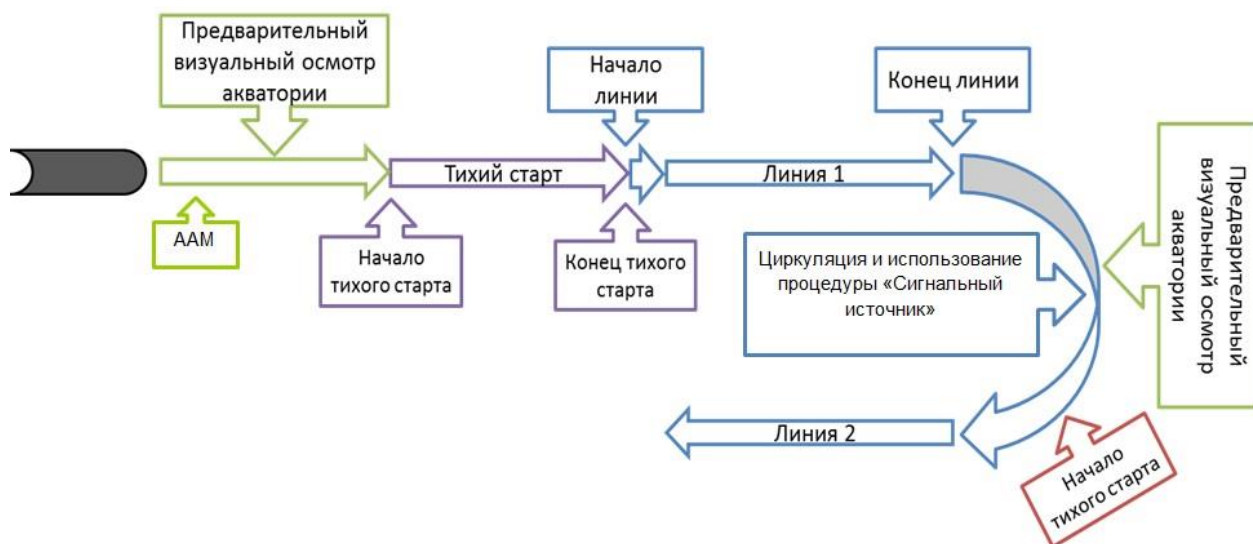 Предварительный
визуальный осмотр
акватории
Начало
линии
Конец линии
Тихий старт
Линия 1
ААМ
Начало
тихого старта
Конец тихого
старта
Циркуляция и использование
процедуры «Сигнальный
источник»
Предварительный
визуальный осмотр
акватории
Линия 2
Начало
тихого старта